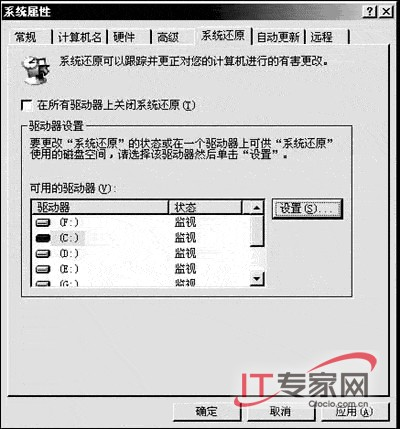 系统属性
常规
计算机名
硬件
高级
系统还原
自动更新
远程
系统还原可以跟踪并更正对您的计算机进行的有害更改。
在所有驱动器上关闭系统还原(T)
驱动器设置
要更改“系统还原”的状态或在一个驱动器上可供“系统还原”
使用的磁盘空间，请选择该驱动器然后单击“设置”。
可用的驱动器(V):
驱动器 状态
(F:) 监视
(C:) 监视
(D:) 监视
(E:) 监视
(G:) 监视
设置(S)...
IT专家网
Ctocio.com.cn
确定
取消
应用(A)